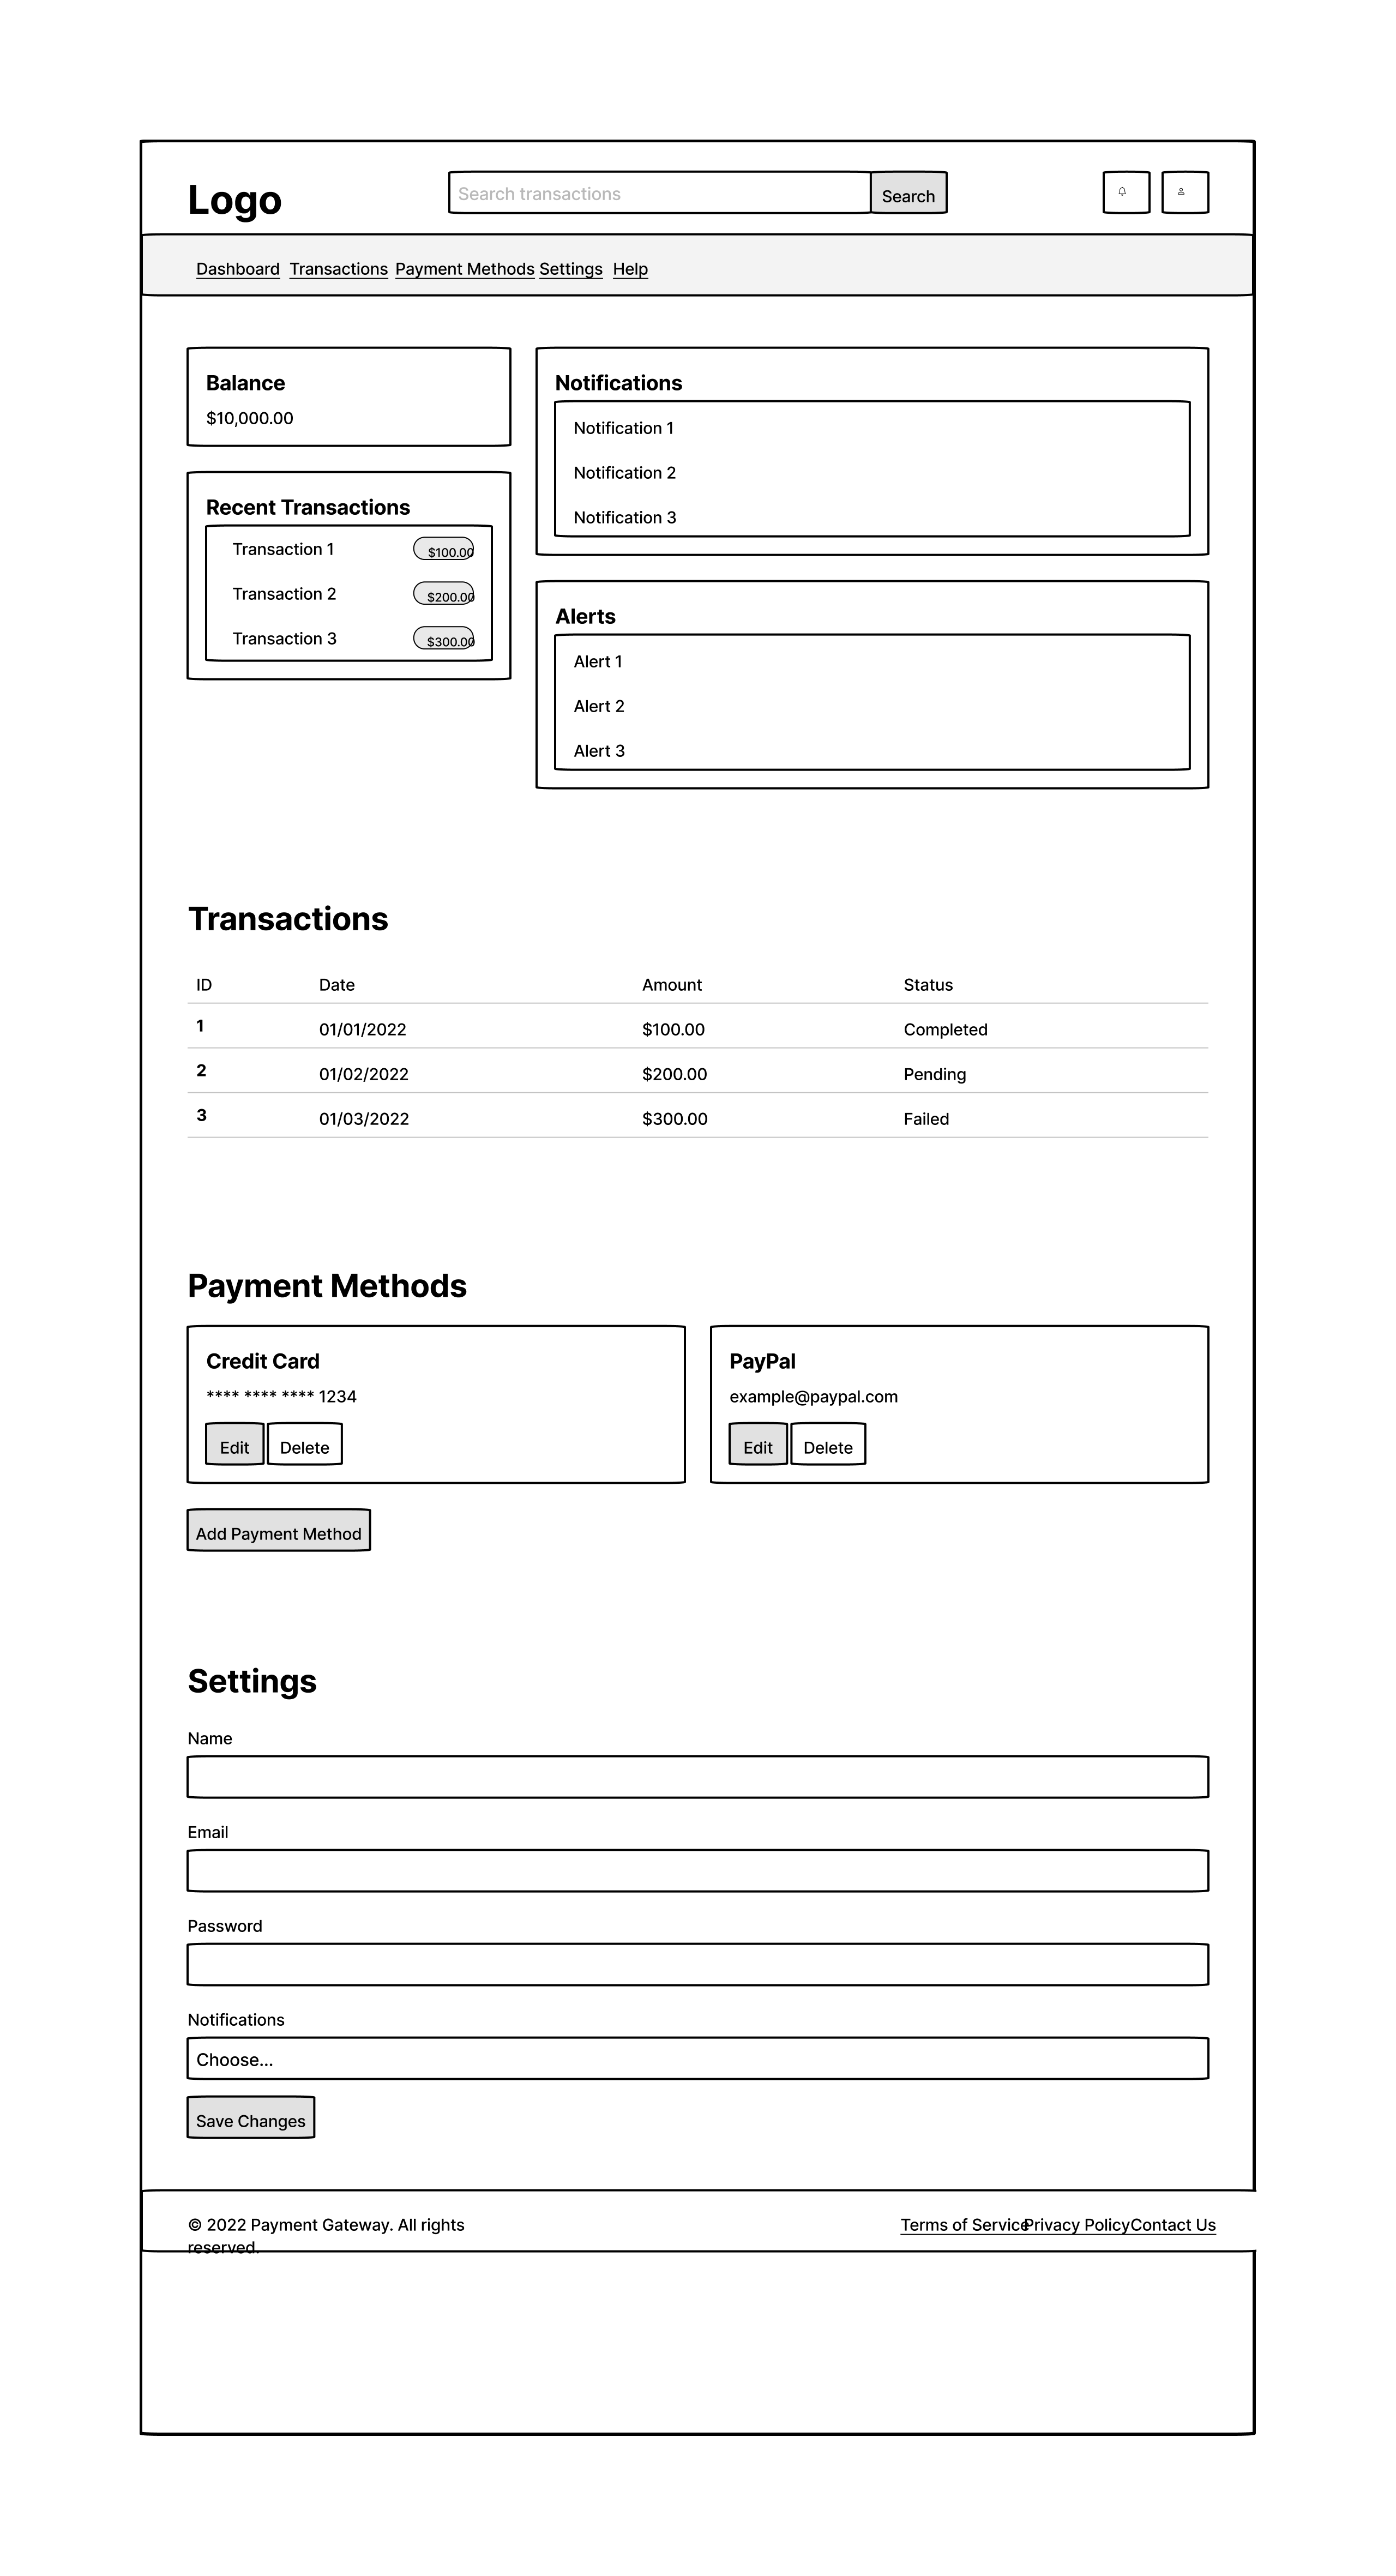 Logo
Search transactions
Search
Dashboard Transactions Payment Methods Settings Help
Balance
$10,000.00
Recent Transactions
Transaction 1 $100.00
Transaction 2 $200.00
Transaction 3 $300.00
Notifications
Notification 1
Notification 2
Notification 3
Alerts
Alert 1
Alert 2
Alert 3
Transactions
ID Date Amount Status
1 01/01/2022 $100.00 Completed
2 01/02/2022 $200.00 Pending
3 01/03/2022 $300.00 Failed
Payment Methods
Credit Card
**** **** **** 1234
Edit Delete
PayPal
example@paypal.com
Edit Delete
Add Payment Method
Settings
Name
Email
Password
Notifications
Choose...
Save Changes
© 2022 Payment Gateway. All rights
reserved.
Terms of Service Privacy Policy Contact Us